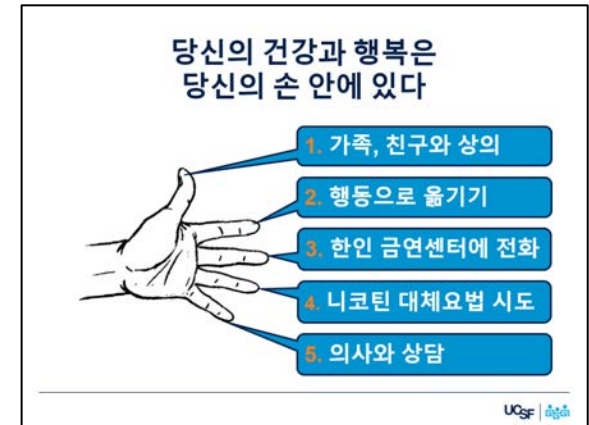 당신의 건강과 행복은
당신의 손 안에 있다
1. 가족, 친구와 상의
2. 행동으로 옮기기
3. 한인 금연센터에 전화
4. 니코틴 대체요법 시도
5. 의사와 상담
UCSF